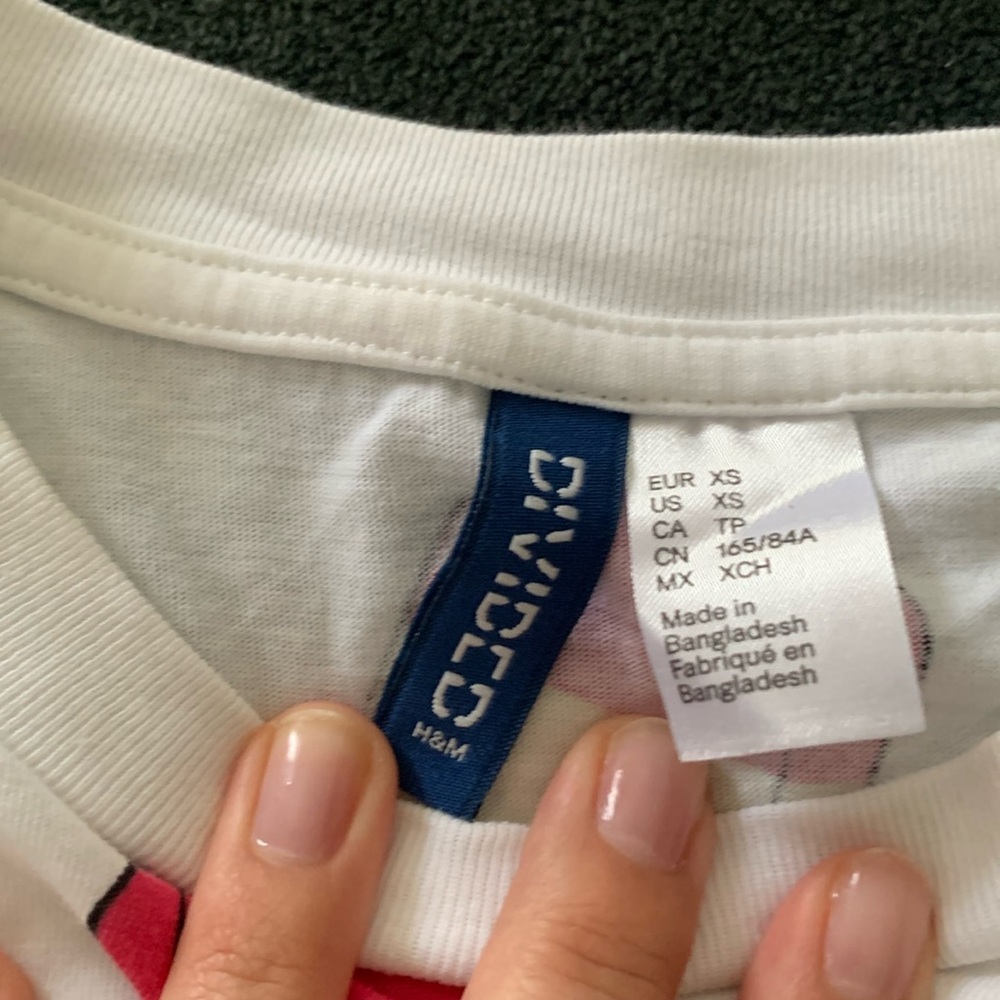 DIVIDED
H&M
EUR XS
US XS
CA TP
CN 165/84A
MX XCH
Made in
Bangladesh
Fabriqué en
Bangladesh